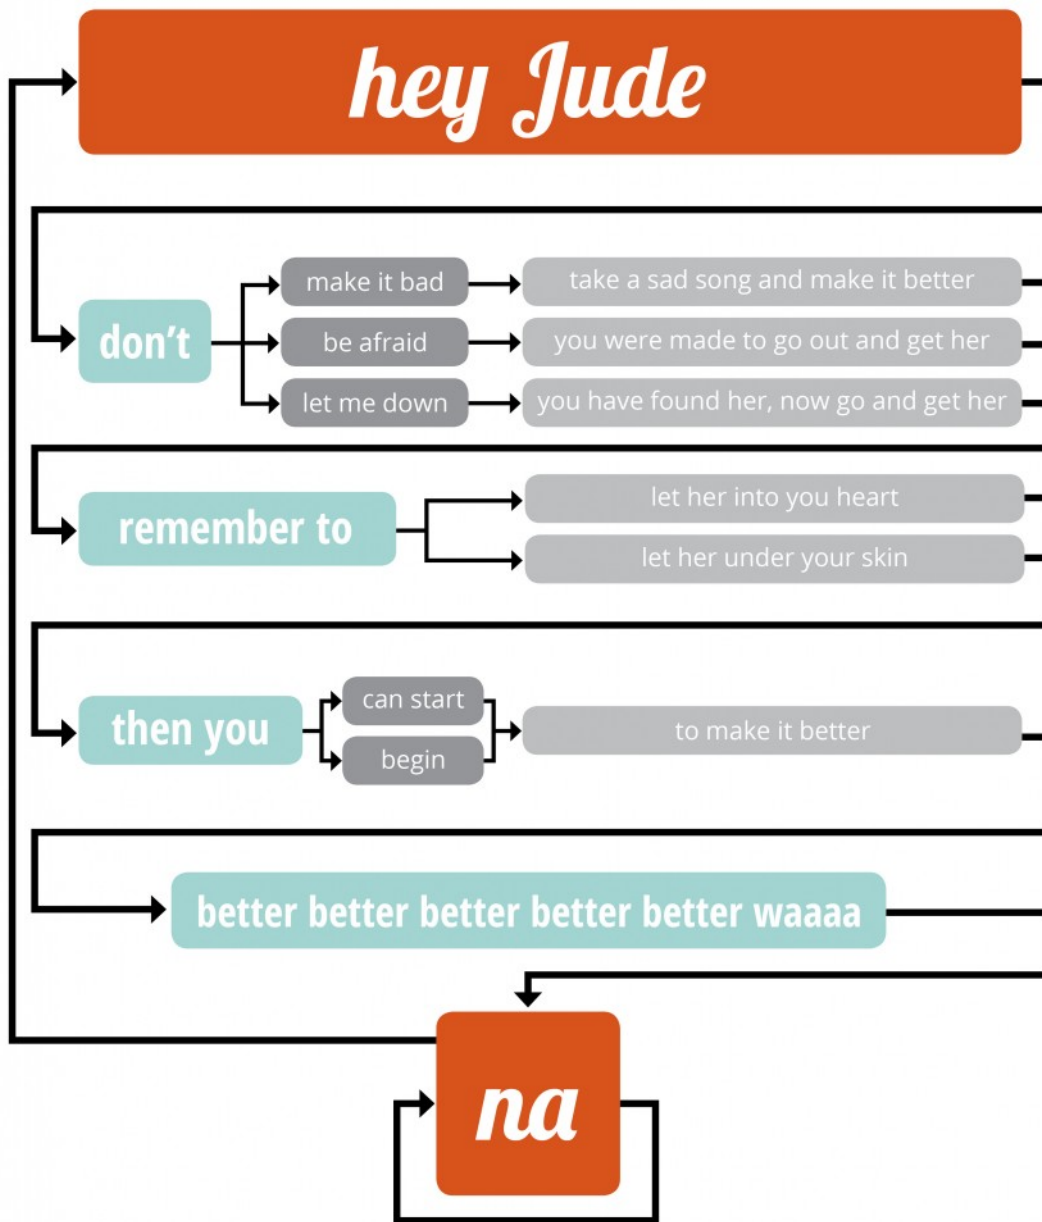 hey Jude
don't
make it bad
take a sad song and make it better
be afraid
you were made to go out and get her
let me down
you have found her, now go and get her
remember to
let her into you heart
let her under your skin
then you
can start
begin
to make it better
better better better better better waaaa
na